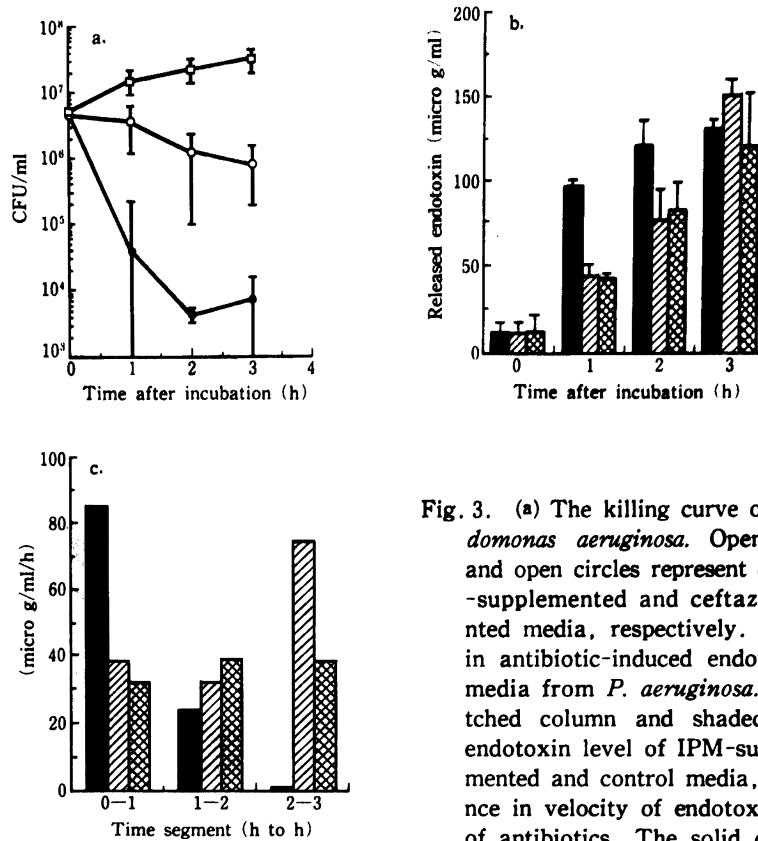 a.
10⁸
10⁷
10⁶
10⁵
10⁴
10³
CFU/ml
0 1 2 3 4
Time after incubation (h)
b.
200
150
100
50
0
Released endotoxin (micro g/ml)
0 1 2 3
Time after incubation (h)
c.
100
80
60
40
20
0
(micro g/ml/h)
0-1 1-2 2-3
Time segment (h to h)
Fig. 3. (a) The killing curve o
domonas aeruginosa. Open
and open circles represent
-supplemented and ceftaz
nted media, respectively.
in antibiotic-induced endo
media from P. aeruginosa.
tched column and shaded
endotoxin level of IPM-su
mented and control media,
nce in velocity of endotox
of antibiotics. The solid